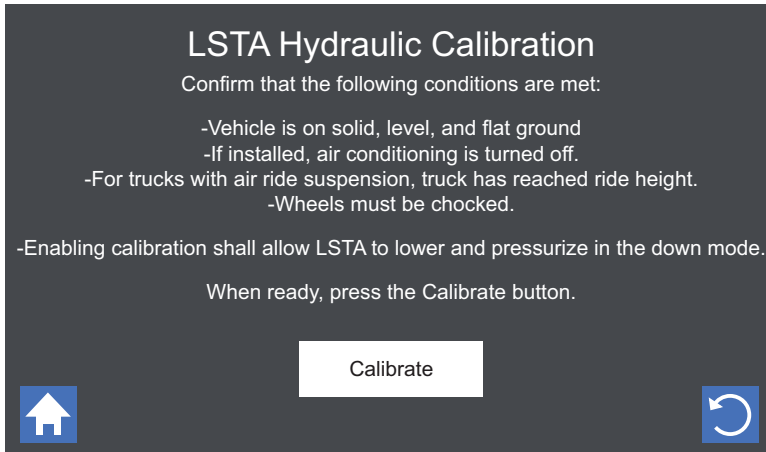 LSTA Hydraulic Calibration
Confirm that the following conditions are met:
-Vehicle is on solid, level, and flat ground
-If installed, air conditioning is turned off.
-For trucks with air ride suspension, truck has reached ride height.
-Wheels must be chocked.
-Enabling calibration shall allow LSTA to lower and pressurize in the down mode.
When ready, press the Calibrate button.
Calibrate